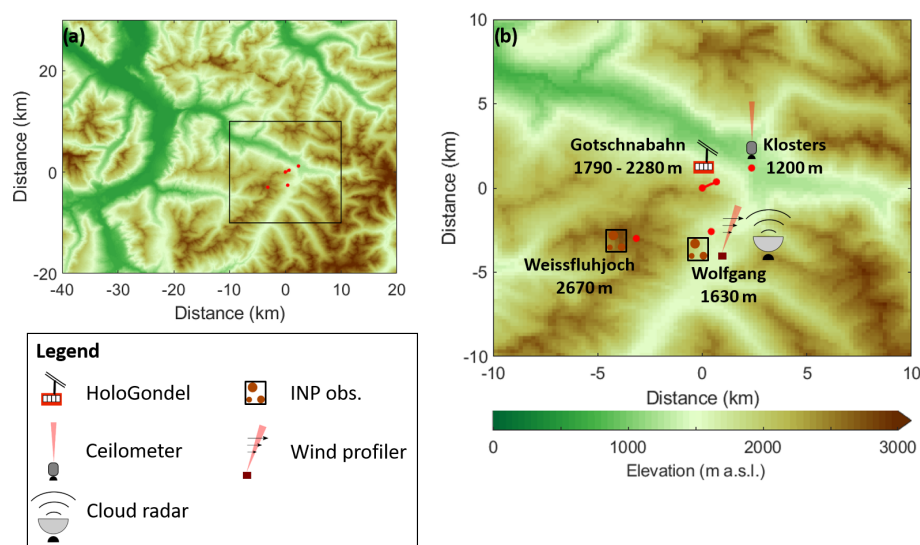 (a)
20
0
-20
Distance (km)
-40
-30
-20
-10
0
10
20
Distance (km)
(b)
10
5
0
-5
-10
Distance (km)
Gotschnabahn
1790 - 2280 m
Klosters
1200 m
Weissfluhjoch
2670 m
Wolfgang
1630 m
-10
-5
0
5
10
Distance (km)
0
1000
2000
3000
Elevation (m a.s.l.)
Legend
HoloGondel
INP obs.
Ceilometer
Wind profiler
Cloud radar